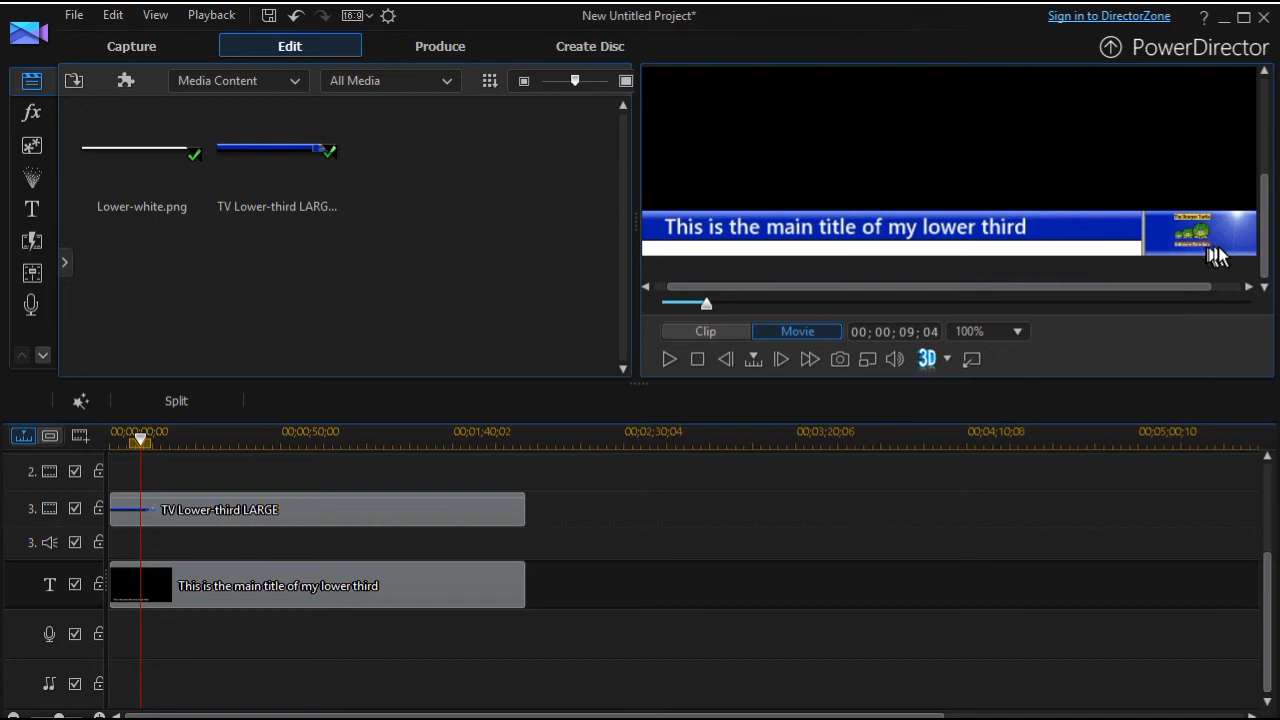 File Edit View Playback 16:9 New Untitled Project* Sign in to DirectorZone ?
Capture Edit Produce Create Disc PowerDirector
Media Content All Media
fx
Lower-white.png TV Lower-third LARG...
T
This is the main title of my lower third
Clip Movie 00; 00; 09; 04 100%
3D
Split
00;00;00;00 00;00;50;00 00;01;40;02 00;02;30;04 00;03;20;06 00;04;10;08 00;05;00;10
2.
3. TV Lower-third LARGE
3.
T This is the main title of my lower third